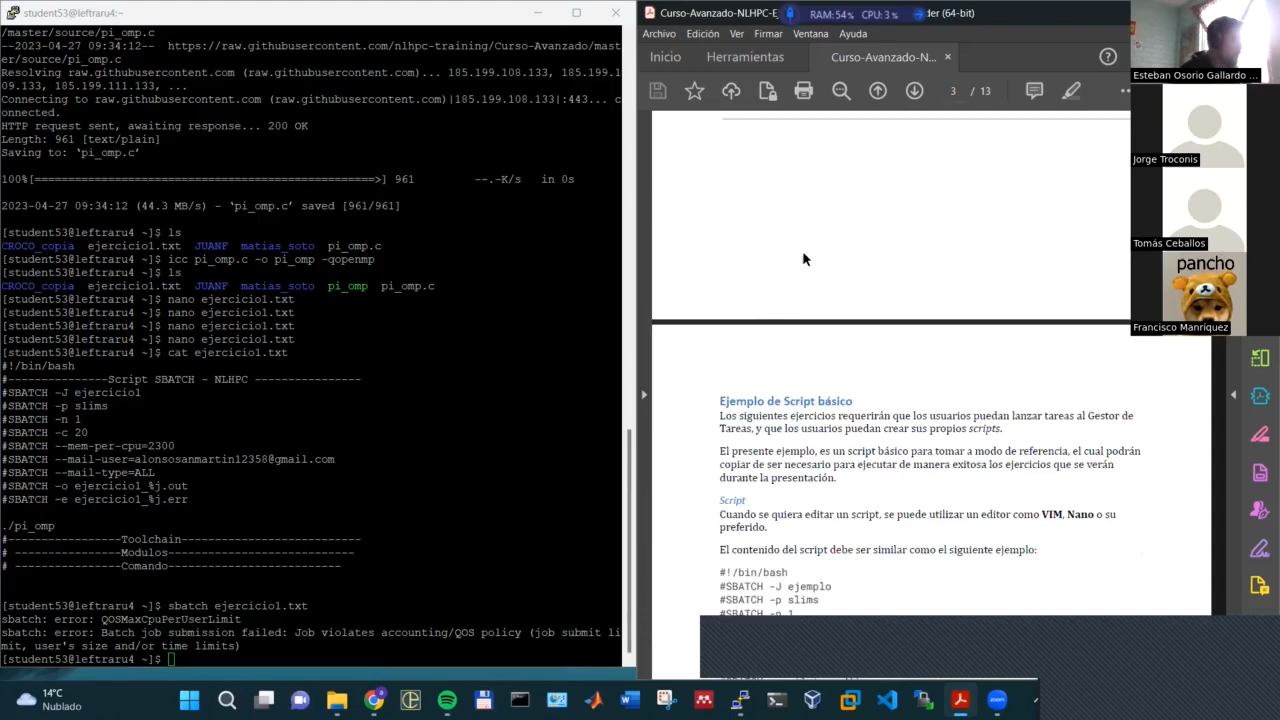 student53@leftraru4:~
/master/source/pi_omp.c
--2023-04-27 09:34:12--  https://raw.githubusercontent.com/nlhpc-training/Curso-Avanzado/mast
er/source/pi_omp.c
Resolving raw.githubusercontent.com (raw.githubusercontent.com)... 185.199.108.133, 185.199.1
09.133, 185.199.111.133, ...
Connecting to raw.githubusercontent.com (raw.githubusercontent.com)|185.199.108.133|:443... c
onnected.
HTTP request sent, awaiting response... 200 OK
Length: 961 [text/plain]
Saving to: ‘pi_omp.c’
100%[===================================================>] 961         --.-K/s   in 0s
2023-04-27 09:34:12 (44.3 MB/s) - ‘pi_omp.c’ saved [961/961]
[student53@leftraru4 ~]$ ls
CROCO_copia  ejercicio1.txt  JUANF  matias_soto  pi_omp.c
[student53@leftraru4 ~]$ icc pi_omp.c -o pi_omp -qopenmp
[student53@leftraru4 ~]$ ls
CROCO_copia  ejercicio1.txt  JUANF  matias_soto  pi_omp  pi_omp.c
[student53@leftraru4 ~]$ nano ejercicio1.txt
[student53@leftraru4 ~]$ nano ejercicio1.txt
[student53@leftraru4 ~]$ nano ejercicio1.txt
[student53@leftraru4 ~]$ nano ejercicio1.txt
[student53@leftraru4 ~]$ cat ejercicio1.txt
#!/bin/bash
#---------------Script SBATCH - NLHPC ----------------
#SBATCH -J ejercicio1
#SBATCH -p slims
#SBATCH -n 1
#SBATCH -c 20
#SBATCH --mem-per-cpu=2300
#SBATCH --mail-user=alonsosanmartin12358@gmail.com
#SBATCH --mail-type=ALL
#SBATCH -o ejercicio1_%j.out
#SBATCH -e ejercicio1_%j.err
./pi_omp
#-----------------Toolchain---------------------------
# ----------------Modulos----------------------------
# ----------------Comando--------------------------
[student53@leftraru4 ~]$ sbatch ejercicio1.txt
sbatch: error: QOSMaxCpuPerUserLimit
sbatch: error: Batch job submission failed: Job violates accounting/QOS policy (job submit li
mit, user's size and/or time limits)
[student53@leftraru4 ~]$
Curso-Avanzado-NLHPC-E
RAM:54% CPU:3%
der (64-bit)
Archivo Edición Ver Firmar Ventana Ayuda
Inicio Herramientas Curso-Avanzado-N... ×
3 / 13
Ejemplo de Script básico
Los siguientes ejercicios requerirán que los usuarios puedan lanzar tareas al Gestor de
Tareas, y que los usuarios puedan crear sus propios scripts.
El presente ejemplo, es un script básico para tomar a modo de referencia, el cual podrán
copiar de ser necesario para ejecutar de manera exitosa los ejercicios que se verán
durante la presentación.
Script
Cuando se quiera editar un script, se puede utilizar un editor como VIM, Nano o su
preferido.
El contenido del script debe ser similar como el siguiente ejemplo:
#!/bin/bash
#SBATCH -J ejemplo
#SBATCH -p slims
#SBATCH -n 1
Esteban Osorio Gallardo ...
Jorge Troconis
Tomás Ceballos
pancho
Francisco Manríquez
14°C
Nublado
zoom